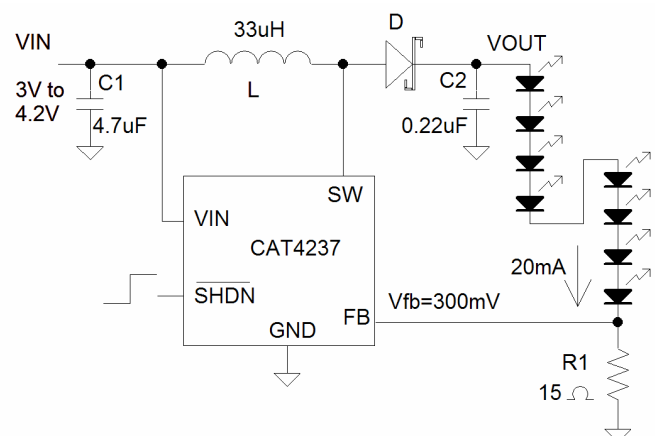 VIN
33uH
D
VOUT
3V to
4.2V
C1
4.7uF
L
C2
0.22uF
SW
VIN
CAT4237
SHDN
GND
FB
Vfb=300mV
20mA
R1
15 Ω